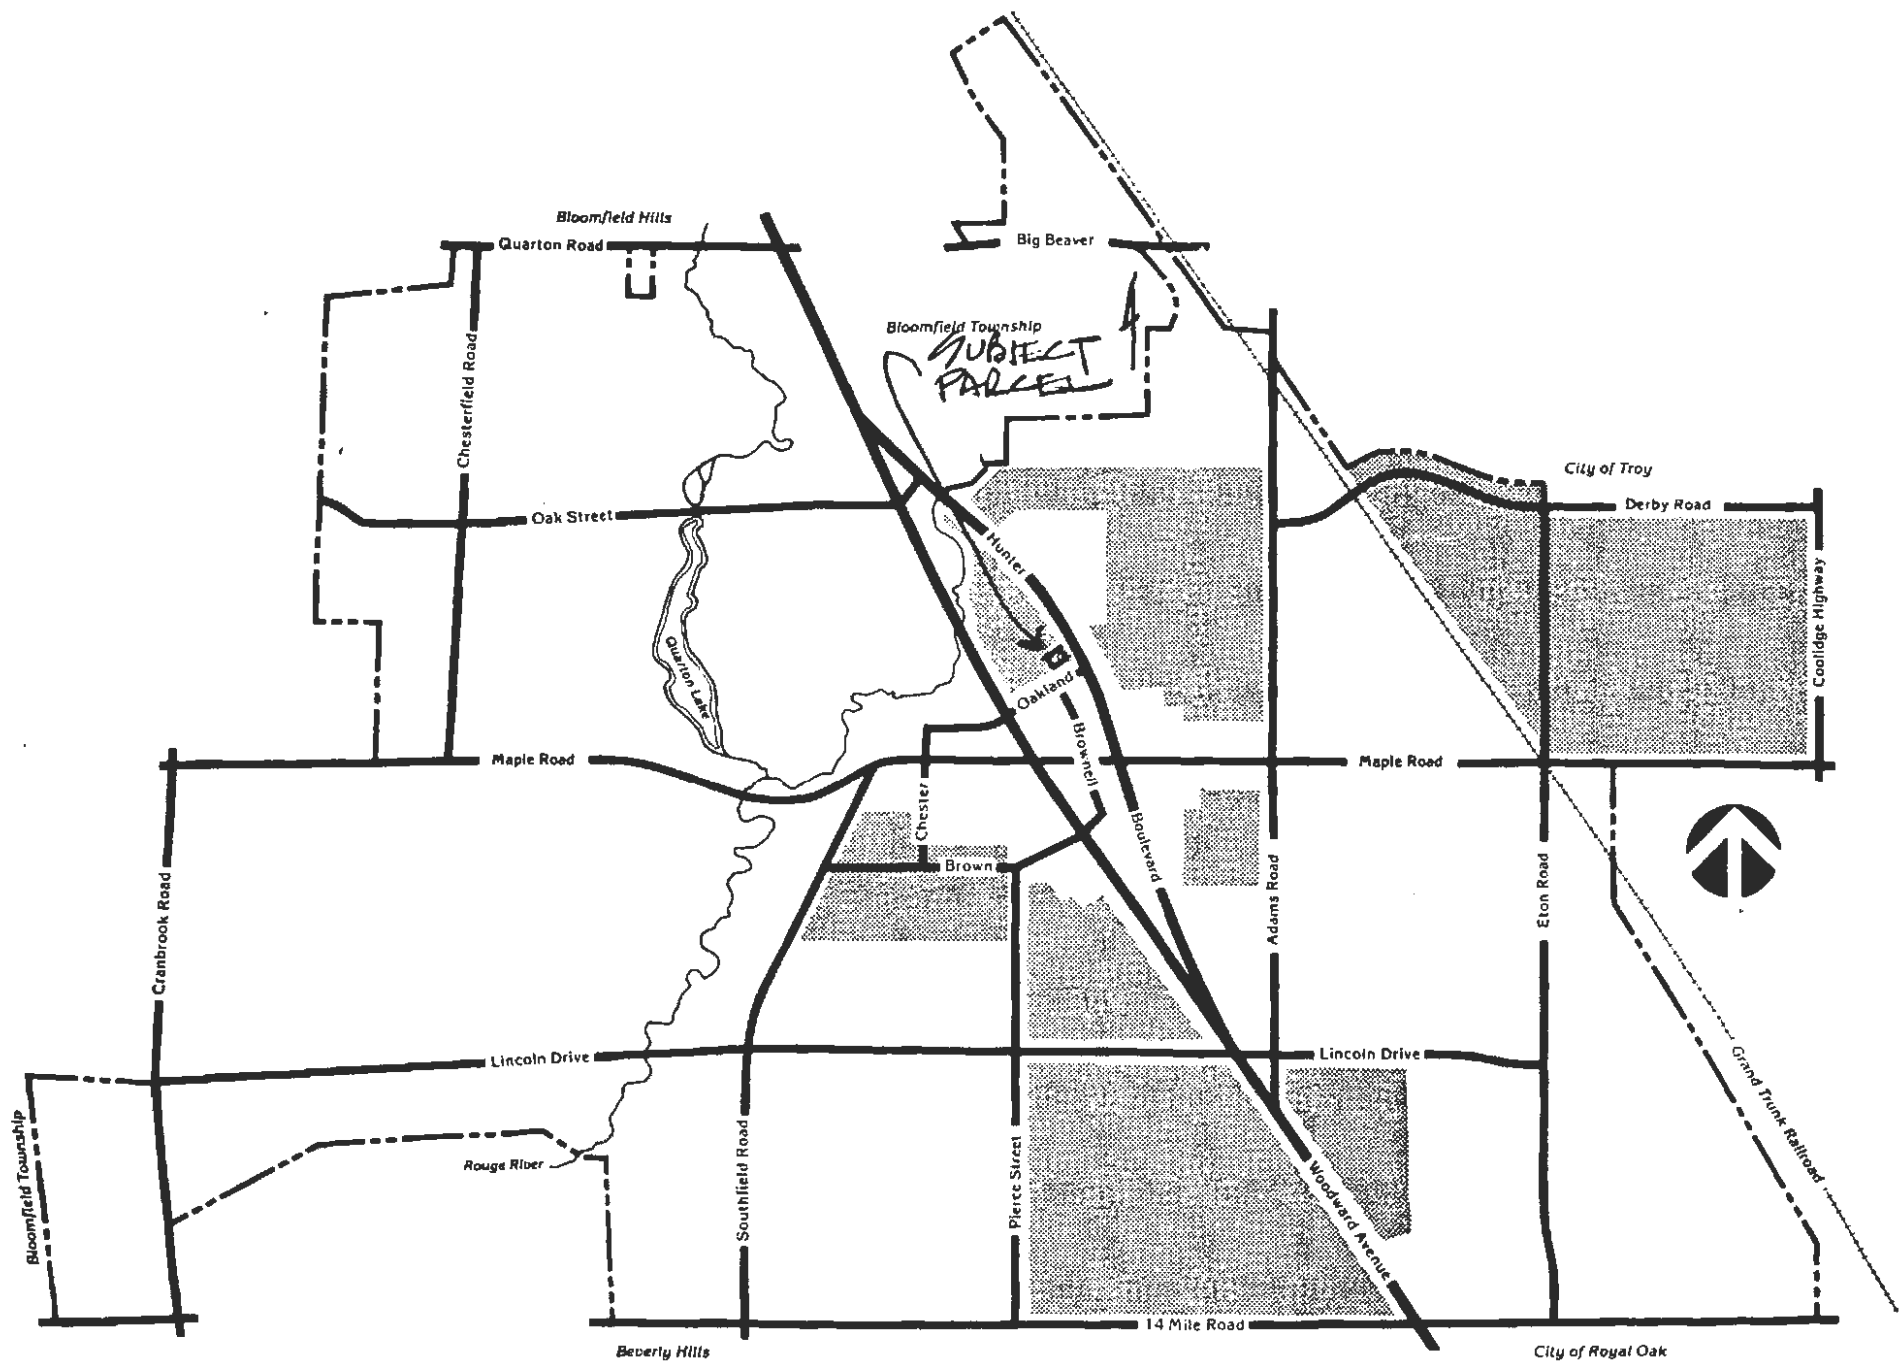 Bloomfield Hills
Quarton Road
Big Beaver
Bloomfield Township
SUBJECT
PARCEL
Chesterfield Road
City of Troy
Oak Street
Derby Road
Hunter
Coolidge Highway
Quarton Lake
Oakland
Brownell
Maple Road
Maple Road
Chester
Boulevard
Brown
Cranbrook Road
Adams Road
Eton Road
Lincoln Drive
Lincoln Drive
Grand Trunk Railroad
Bloomfield Township
Rouge River
Southfield Road
Pierce Street
Woodward Avenue
14 Mile Road
Beverly Hills
City of Royal Oak